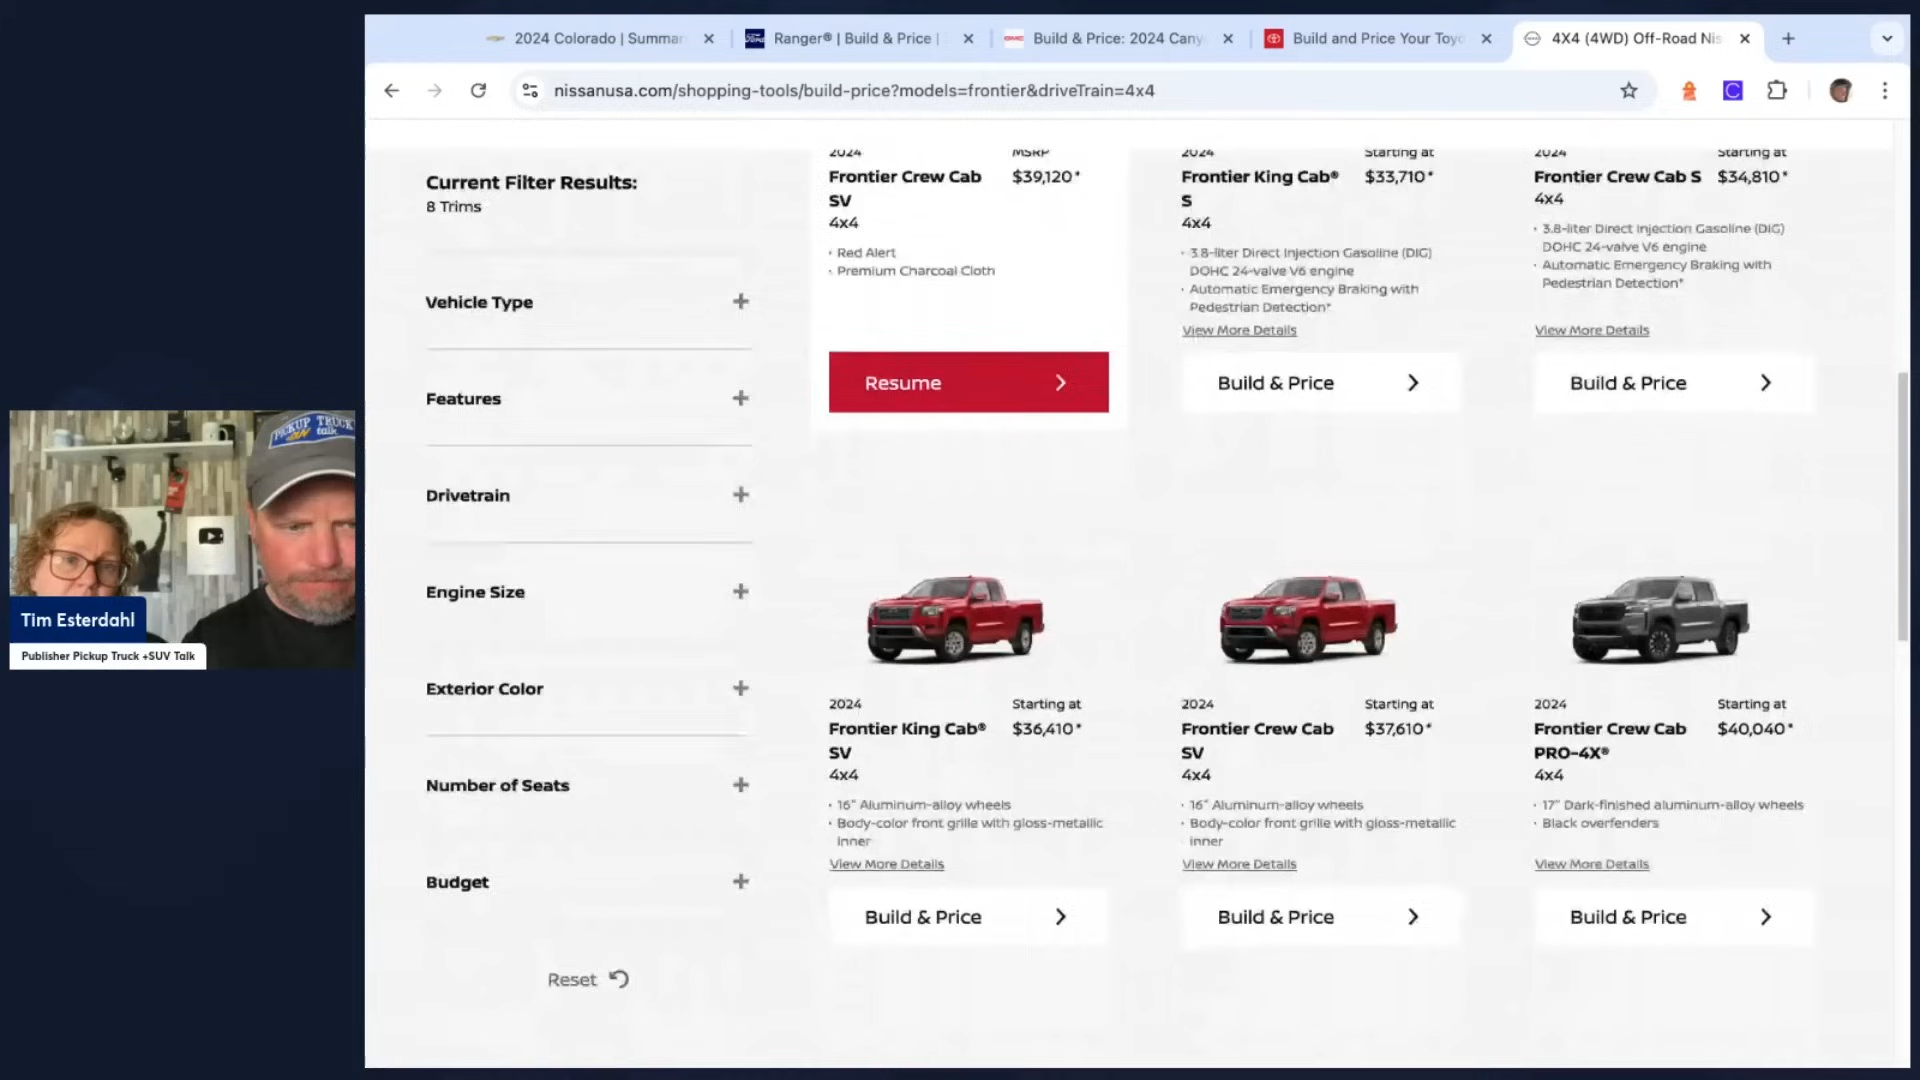 2024 Colorado | Summar
Ranger® | Build & Price |
Build & Price: 2024 Cany
Build and Price Your Toyo
4X4 (4WD) Off-Road Nis
nissanusa.com/shopping-tools/build-price?models=frontier&driveTrain=4x4
Current Filter Results:
8 Trims
Vehicle Type
Features
Drivetrain
Engine Size
Exterior Color
Number of Seats
Budget
Reset
2024
MSRP
Frontier Crew Cab
$39,120*
SV
4x4
• Red Alert
• Premium Charcoal Cloth
Resume
2024
Starting at
Frontier King Cab®
$33,710*
S
4x4
• 3.8-liter Direct Injection Gasoline (DIG)
DOHC 24-valve V6 engine
• Automatic Emergency Braking with
Pedestrian Detection*
View More Details
Build & Price
2024
Starting at
Frontier Crew Cab S
$34,810*
4x4
• 3.8-liter Direct Injection Gasoline (DIG)
DOHC 24-valve V6 engine
• Automatic Emergency Braking with
Pedestrian Detection*
View More Details
Build & Price
2024
Starting at
Frontier King Cab®
$36,410*
SV
4x4
• 16" Aluminum-alloy wheels
• Body-color front grille with gloss-metallic
inner
View More Details
Build & Price
2024
Starting at
Frontier Crew Cab
$37,610*
SV
4x4
• 16" Aluminum-alloy wheels
• Body-color front grille with gloss-metallic
inner
View More Details
Build & Price
2024
Starting at
Frontier Crew Cab
$40,040*
PRO-4X®
4x4
• 17" Dark-finished aluminum-alloy wheels
• Black overfenders
View More Details
Build & Price
PICKUP TRUCK
+SUV talk
Tim Esterdahl
Publisher Pickup Truck +SUV Talk